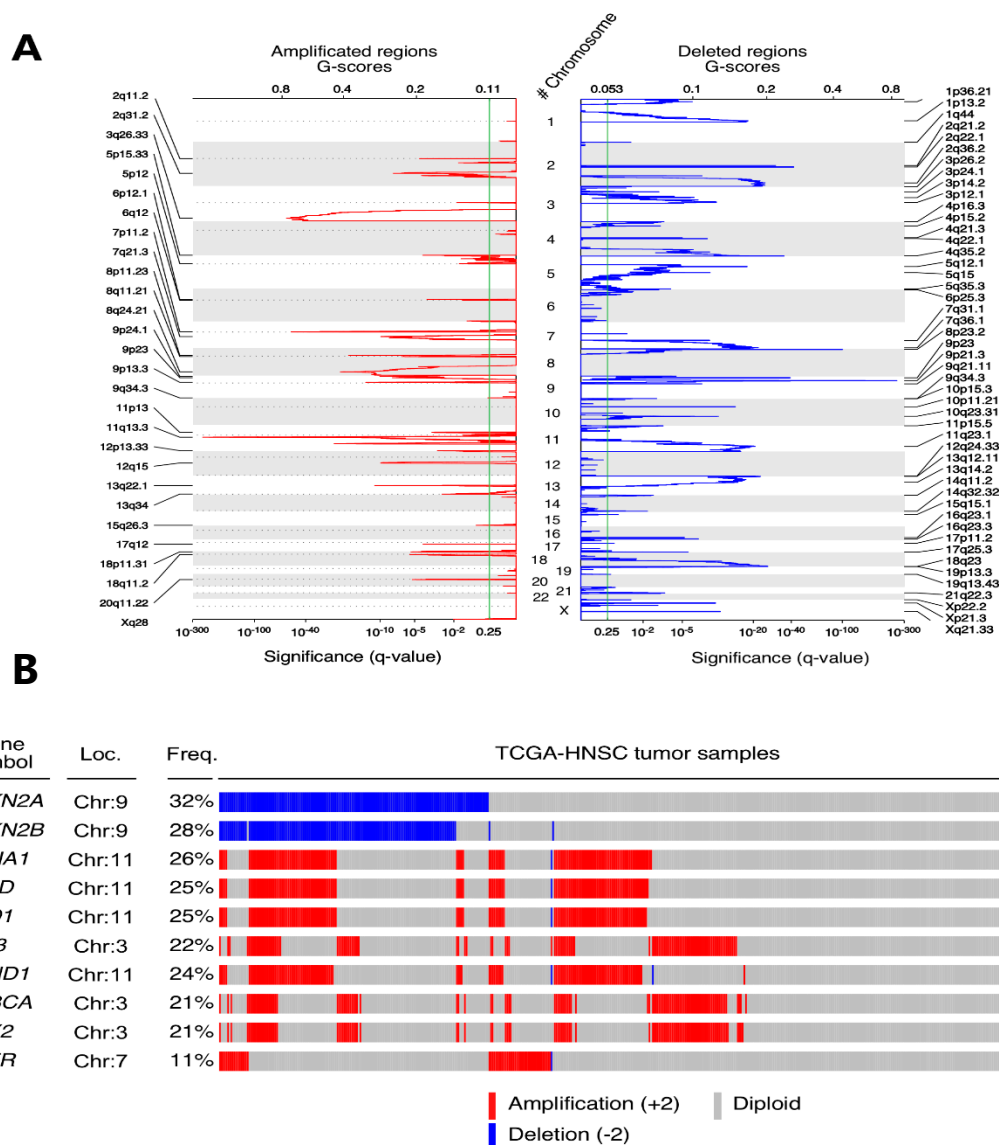 A
Amplificated regions
G-scores
# Chromosome
Deleted regions
G-scores
0.8 0.4 0.2 0.11
0.053 0.1 0.2 0.4 0.8
2q11.2
2q31.2
3q26.33
5p15.33
5p12
6p12.1
6q12
7p11.2
7q21.3
8p11.23
8q11.21
8q24.21
9p24.1
9p23
9p13.3
9q34.3
11p13
11q13.3
12p13.33
12q15
13q22.1
13q34
15q26.3
17q12
18p11.31
18q11.2
20q11.22
Xq28
1
2
3
4
5
6
7
8
9
10
11
12
13
14
15
16
17
18
19
20
21
22
X
1p36.21
1p13.2
1q44
2q21.2
2q22.1
2q36.2
3p26.2
3p24.1
3p14.2
3p12.1
4p16.3
4p15.2
4q21.3
4q22.1
4q35.2
5q12.1
5q15
5q35.3
6p25.3
7q31.1
7q36.1
8p23.2
9p23
9p21.3
9q21.11
9q34.3
10p15.3
10p11.21
10q23.31
11p15.5
11q23.1
12q24.33
13q12.11
13q14.2
14q11.2
14q32.32
15q15.1
16q23.1
16q23.3
17p11.2
17q25.3
18q23
19p13.3
19q13.43
21q22.3
Xp22.2
Xp21.3
Xq21.33
10-300 10-100 10-40 10-10 10-5 10-2 0.25
0.25 10-2 10-5 10-20 10-40 10-100 10-300
Significance (q-value)
Significance (q-value)
B
ne
nbol Loc. Freq. TCGA-HNSC tumor samples
N2A Chr:9 32%
N2B Chr:9 28%
IA1 Chr:11 26%
D Chr:11 25%
1 Chr:11 25%
3 Chr:3 22%
ID1 Chr:11 24%
CA Chr:3 21%
2 Chr:3 21%
R Chr:7 11%
Amplification (+2) Diploid
Deletion (-2)